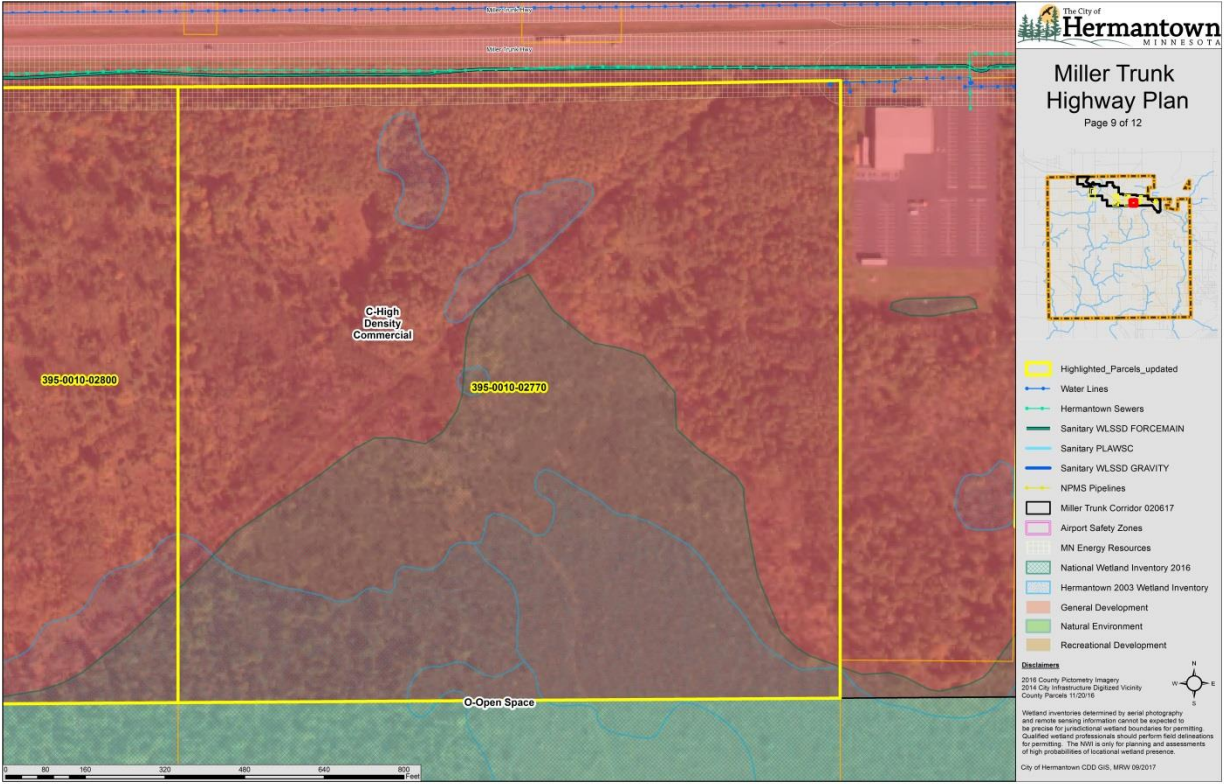 Miller Trunk Hwy
Miller Trunk Hwy
C-High
Density
Commercial
395-0010-02800
395-0010-02770
O-Open Space
0 80 160 320 480 640 800
Feet
The City of
Hermantown
MINNESOTA
Miller Trunk
Highway Plan
Page 9 of 12
Highlighted_Parcels_updated
Water Lines
Hermantown Sewers
Sanitary WLSSD FORCEMAIN
Sanitary PLAWSC
Sanitary WLSSD GRAVITY
NPMS Pipelines
Miller Trunk Corridor 020617
Airport Safety Zones
MN Energy Resources
National Wetland Inventory 2016
Hermantown 2003 Wetland Inventory
General Development
Natural Environment
Recreational Development
Disclaimers
2016 County Pictometry Imagery
2014 City Infrastructure Digitized Vicinity
County Parcels 11/20/16
N
W E
S
Wetland inventories determined by aerial photography
and remote sensing information cannot be expected to
be precise for jurisdictional wetland boundaries for permitting.
Qualified wetland professionals should perform field delineations
for permitting. The NWI is only for planning and assessments
of high probabilities of locational wetland presence.
City of Hermantown CDD GIS, MRW 09/2017